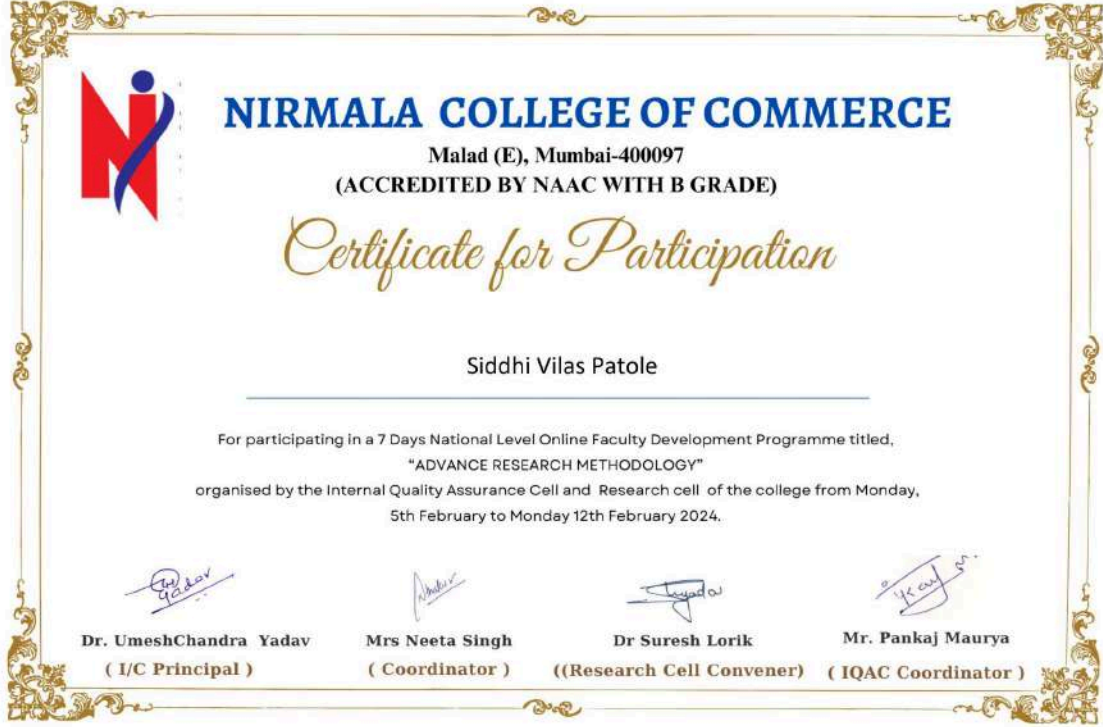 NIRMALA COLLEGE OF COMMERCE
Malad (E), Mumbai-400097
(ACCREDITED BY NAAC WITH B GRADE)
Certificate for Participation
Siddhi Vilas Patole
For participating in a 7 Days National Level Online Faculty Development Programme titled,
"ADVANCE RESEARCH METHODOLOGY"
organised by the Internal Quality Assurance Cell and Research cell of the college from Monday,
5th February to Monday 12th February 2024.
Dr. UmeshChandra Yadav Mrs Neeta Singh Dr Suresh Lorik Mr. Pankaj Maurya
( I/C Principal ) ( Coordinator ) ((Research Cell Convener) ( IQAC Coordinator )